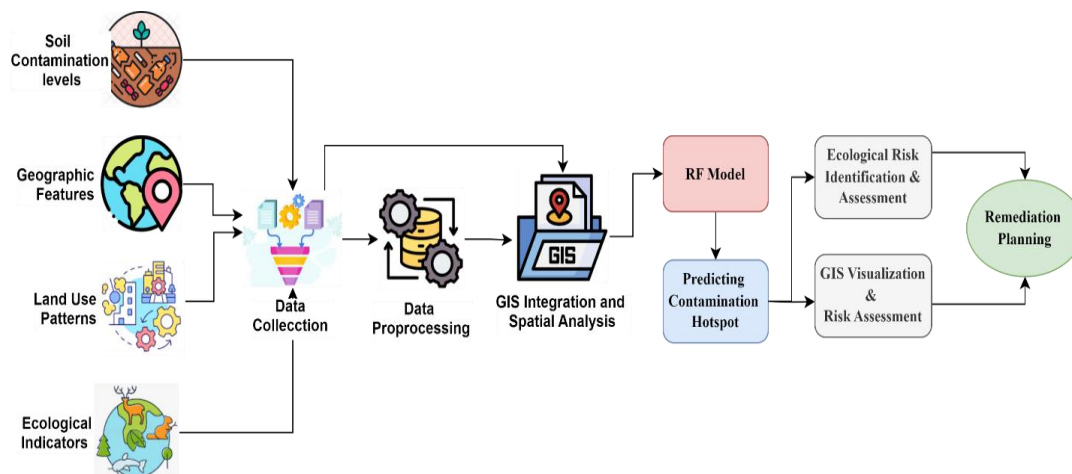 Soil
Contamination
levels
Geographic
Features
Land Use
Patterns
Ecological
Indicators
Data
Collecction
Data
Proprocessing
GIS
GIS Integration and
Spatial Analysis
RF Model
Predicting
Contamination
Hotspot
Ecological Risk
Identification &
Assessment
GIS Visualization
&
Risk Assessment
Remediation
Planning